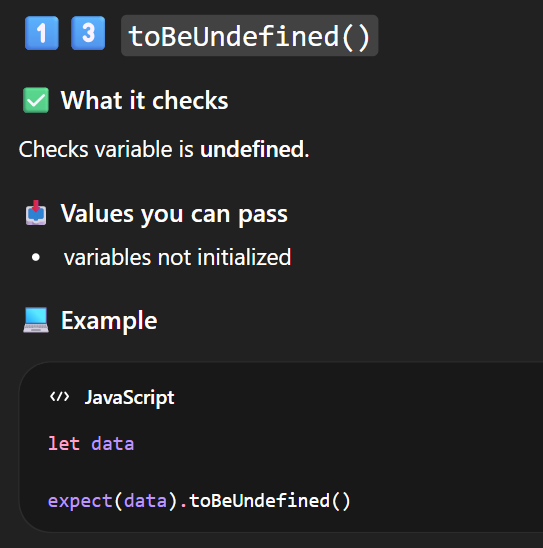 1️⃣ 3️⃣ toBeUndefined()
✅ What it checks
Checks variable is undefined.
📥 Values you can pass
• variables not initialized
💻 Example
</> JavaScript
let data
expect(data).toBeUndefined()